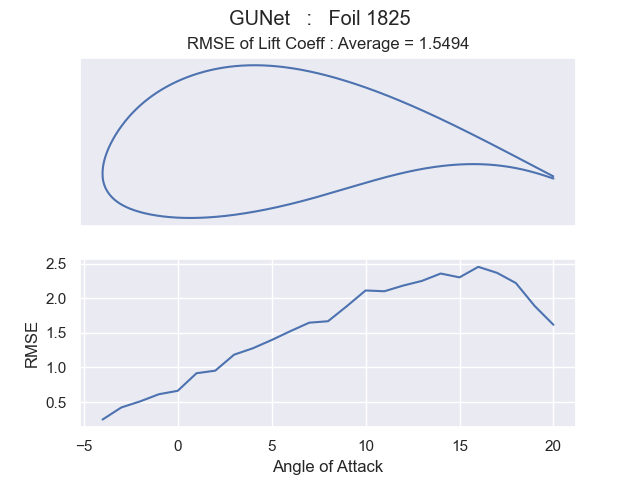 GUNet   :   Foil 1825
RMSE of Lift Coeff : Average = 1.5494
2.5
2.0
1.5
1.0
0.5
RMSE
−5
0
5
10
15
20
Angle of Attack